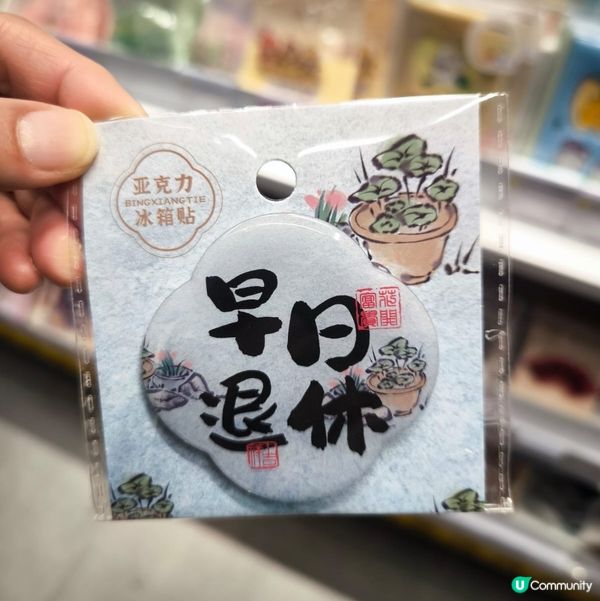 亚克力
BINGXIANGTIE
冰箱贴
早日
退休
花開
富貴
U Community